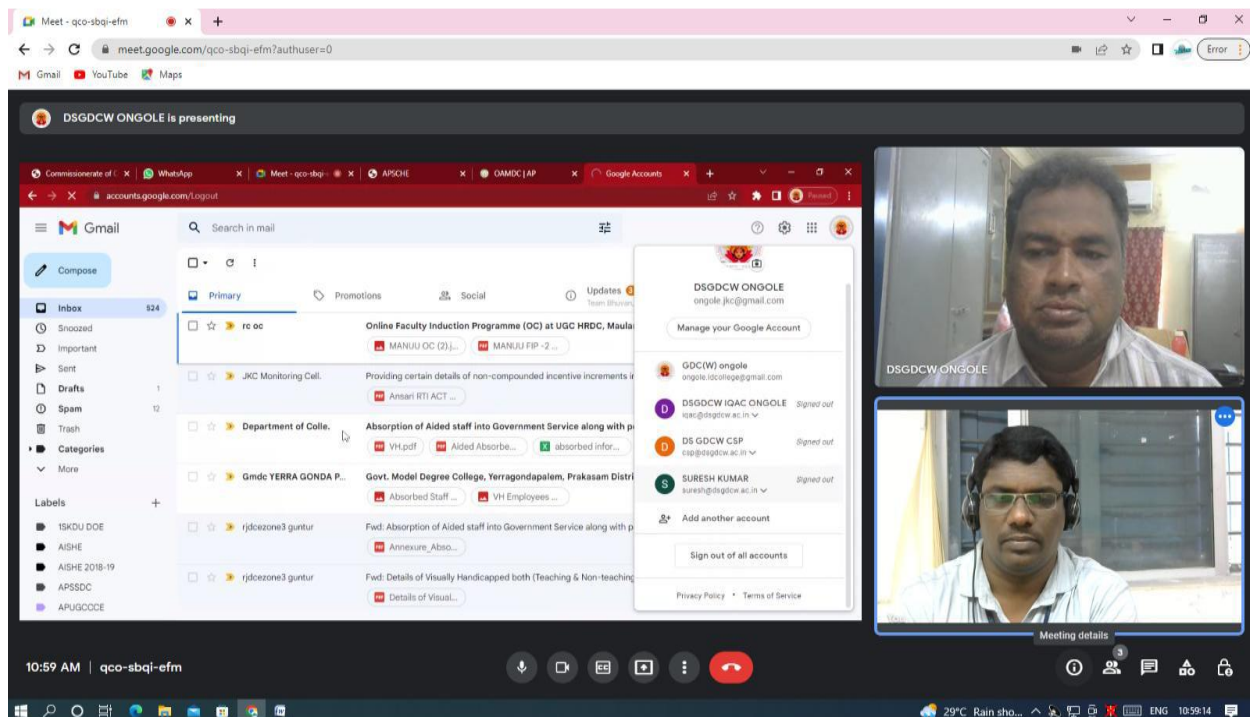 Meet - qco-sbqi-efm
meet.google.com/qco-sbqi-efm?authuser=0
Error
Gmail YouTube Maps
DSGDCW ONGOLE is presenting
Commissionerate of C WhatsApp Meet - qco-sbqi- APSCHE OAMDC | AP Google Accounts
accounts.google.com/Logout
Paused
Gmail
Search in mail
Compose
Inbox 524
Snoozed
Important
Sent
Drafts 1
Spam 12
Trash
Categories
More
Labels
1SKDU DOE
AISHE
AISHE 2018-19
APSSDC
APUGCCCE
Primary Promotions Social Updates
Team Bhuvan,
rc oc Online Faculty Induction Programme (OC) at UGC HRDC, Maula
MANUU OC (2).j... MANUU FIP -2 ...
JKC Monitoring Cell. Providing certain details of non-compounded incentive increments i
Ansari RTI ACT ...
Department of Colle. Absorption of Aided staff into Government Service along with p
VH.pdf Aided Absorbe... absorbed infor...
Gmdc YERRA GONDA P... Govt. Model Degree College, Yerragondapalem, Prakasam Distri
Absorbed Staff ... VH Employees ...
rjdcezone3 guntur Fwd: Absorption of Aided staff into Government Service along with p
Annexure_Abso...
rjdcezone3 guntur Fwd: Details of Visually Handicapped both (Teaching & Non-teaching
Details of Visual...
DSGDCW ONGOLE
ongole.jkc@gmail.com
Manage your Google Account
GDC(W) ongole
ongole.idcollege@gmail.com
DSGDCW IQAC ONGOLE Signed out
iqac@dsgdcw.ac.in
DS GDCW CSP Signed out
csp@dsgdcw.ac.in
SURESH KUMAR Signed out
suresh@dsgdcw.ac.in
Add another account
Sign out of all accounts
Privacy Policy • Terms of Service
DSGDCW ONGOLE
You
Meeting details
10:59 AM | qco-sbqi-efm
3
29°C Rain sho... ENG 10:59:14